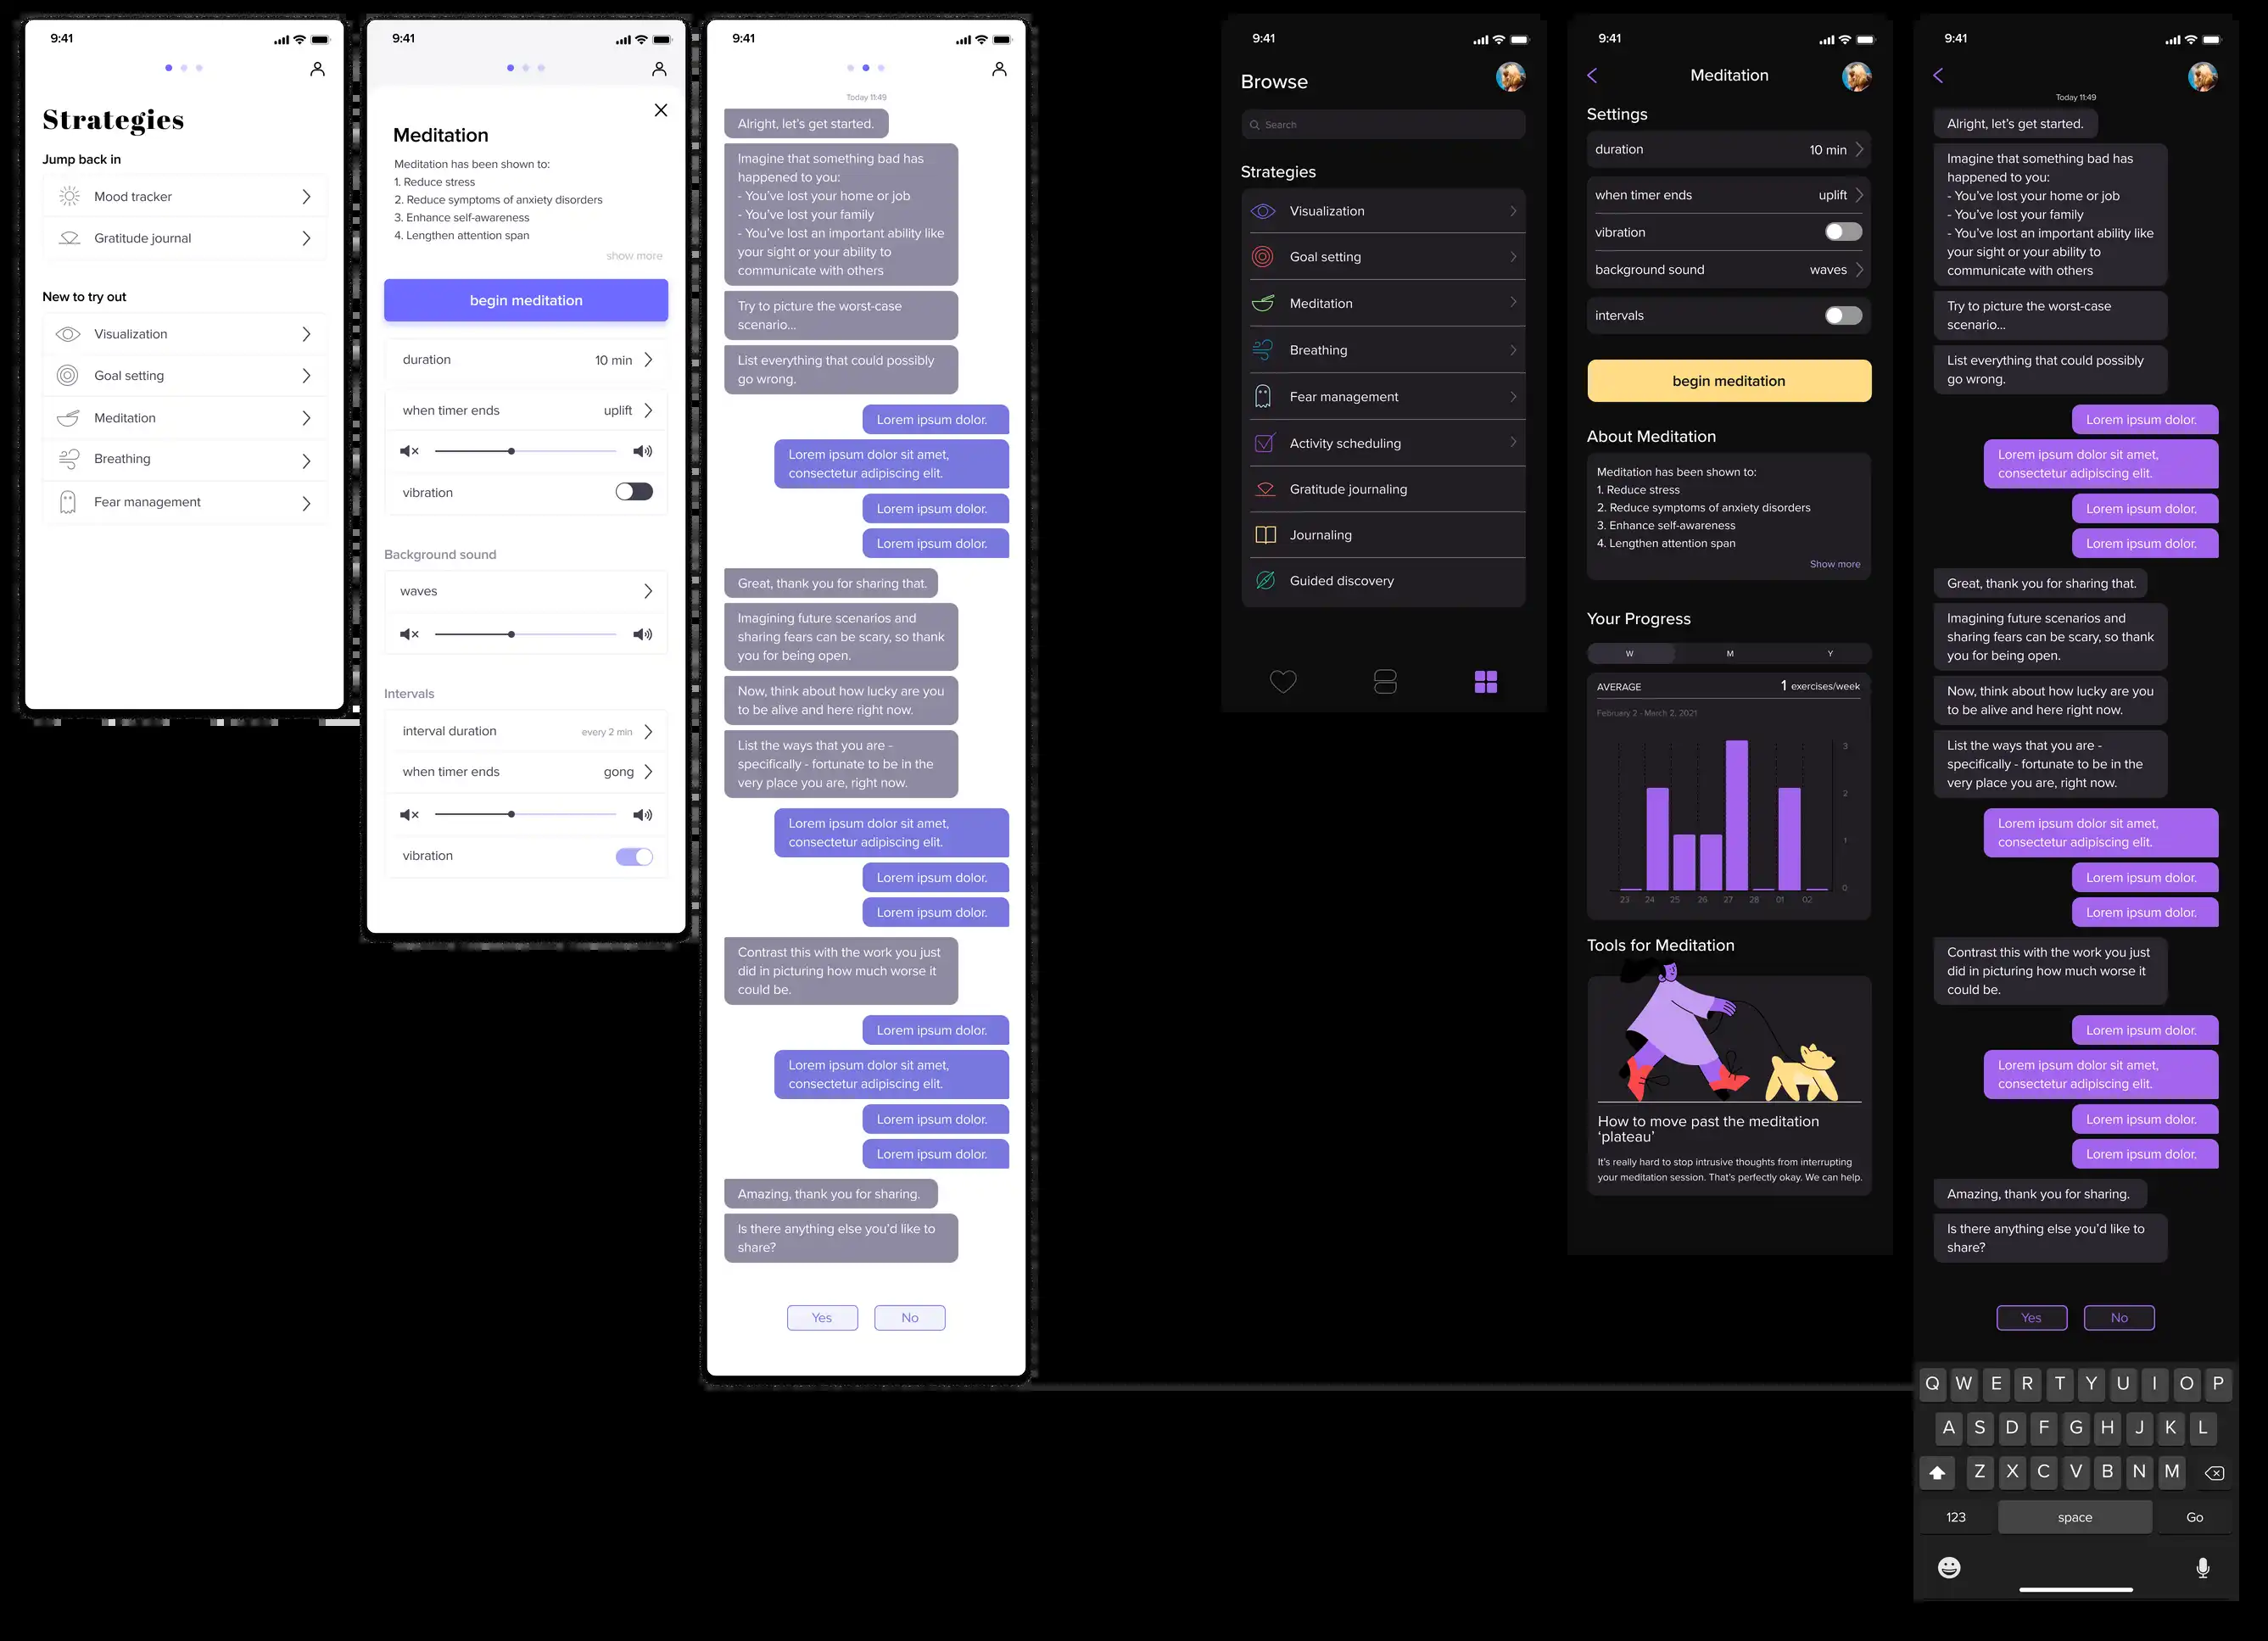 9:41
Strategies
Jump back in
Mood tracker
Gratitude journal
New to try out
Visualization
Goal setting
Meditation
Breathing
Fear management
9:41
Meditation
Meditation has been shown to:
1. Reduce stress
2. Reduce symptoms of anxiety disorders
3. Enhance self-awareness
4. Lengthen attention span
show more
begin meditation
duration 10 min
when timer ends uplift
vibration
Background sound
waves
Intervals
interval duration every 2 min
when timer ends gong
vibration
9:41
Today 11:49
Alright, let's get started.
Imagine that something bad has
happened to you:
- You've lost your home or job
- You've lost your family
- You've lost an important ability like
your sight or your ability to
communicate with others
Try to picture the worst-case
scenario...
List everything that could possibly
go wrong.
Lorem ipsum dolor.
Lorem ipsum dolor sit amet,
consectetur adipiscing elit.
Lorem ipsum dolor.
Lorem ipsum dolor.
Great, thank you for sharing that.
Imagining future scenarios and
sharing fears can be scary, so thank
you for being open.
Now, think about how lucky are you
to be alive and here right now.
List the ways that you are -
specifically - fortunate to be in the
very place you are, right now.
Lorem ipsum dolor sit amet,
consectetur adipiscing elit.
Lorem ipsum dolor.
Lorem ipsum dolor.
Contrast this with the work you just
did in picturing how much worse it
could be.
Lorem ipsum dolor.
Lorem ipsum dolor sit amet,
consectetur adipiscing elit.
Lorem ipsum dolor.
Lorem ipsum dolor.
Amazing, thank you for sharing.
Is there anything else you'd like to
share?
Yes No
9:41
Browse
Search
Strategies
Visualization
Goal setting
Meditation
Breathing
Fear management
Activity scheduling
Gratitude journaling
Journaling
Guided discovery
9:41
Meditation
Settings
duration 10 min
when timer ends uplift
vibration
background sound waves
intervals
begin meditation
About Meditation
Meditation has been shown to:
1. Reduce stress
2. Reduce symptoms of anxiety disorders
3. Enhance self-awareness
4. Lengthen attention span
Show more
Your Progress
W M Y
AVERAGE 1 exercises/week
February 2 - March 2, 2021
3
2
1
0
23 24 25 26 27 28 01 02
Tools for Meditation
How to move past the meditation
‘plateau’
It's really hard to stop intrusive thoughts from interrupting
your meditation session. That's perfectly okay. We can help.
9:41
Today 11:49
Alright, let's get started.
Imagine that something bad has
happened to you:
- You've lost your home or job
- You've lost your family
- You've lost an important ability like
your sight or your ability to
communicate with others
Try to picture the worst-case
scenario...
List everything that could possibly
go wrong.
Lorem ipsum dolor.
Lorem ipsum dolor sit amet,
consectetur adipiscing elit.
Lorem ipsum dolor.
Lorem ipsum dolor.
Great, thank you for sharing that.
Imagining future scenarios and
sharing fears can be scary, so thank
you for being open.
Now, think about how lucky are you
to be alive and here right now.
List the ways that you are -
specifically - fortunate to be in the
very place you are, right now.
Lorem ipsum dolor sit amet,
consectetur adipiscing elit.
Lorem ipsum dolor.
Lorem ipsum dolor.
Contrast this with the work you just
did in picturing how much worse it
could be.
Lorem ipsum dolor.
Lorem ipsum dolor sit amet,
consectetur adipiscing elit.
Lorem ipsum dolor.
Lorem ipsum dolor.
Amazing, thank you for sharing.
Is there anything else you'd like to
share?
Yes No
Q W E R T Y U I O P
A S D F G H J K L
Z X C V B N M
123 space Go